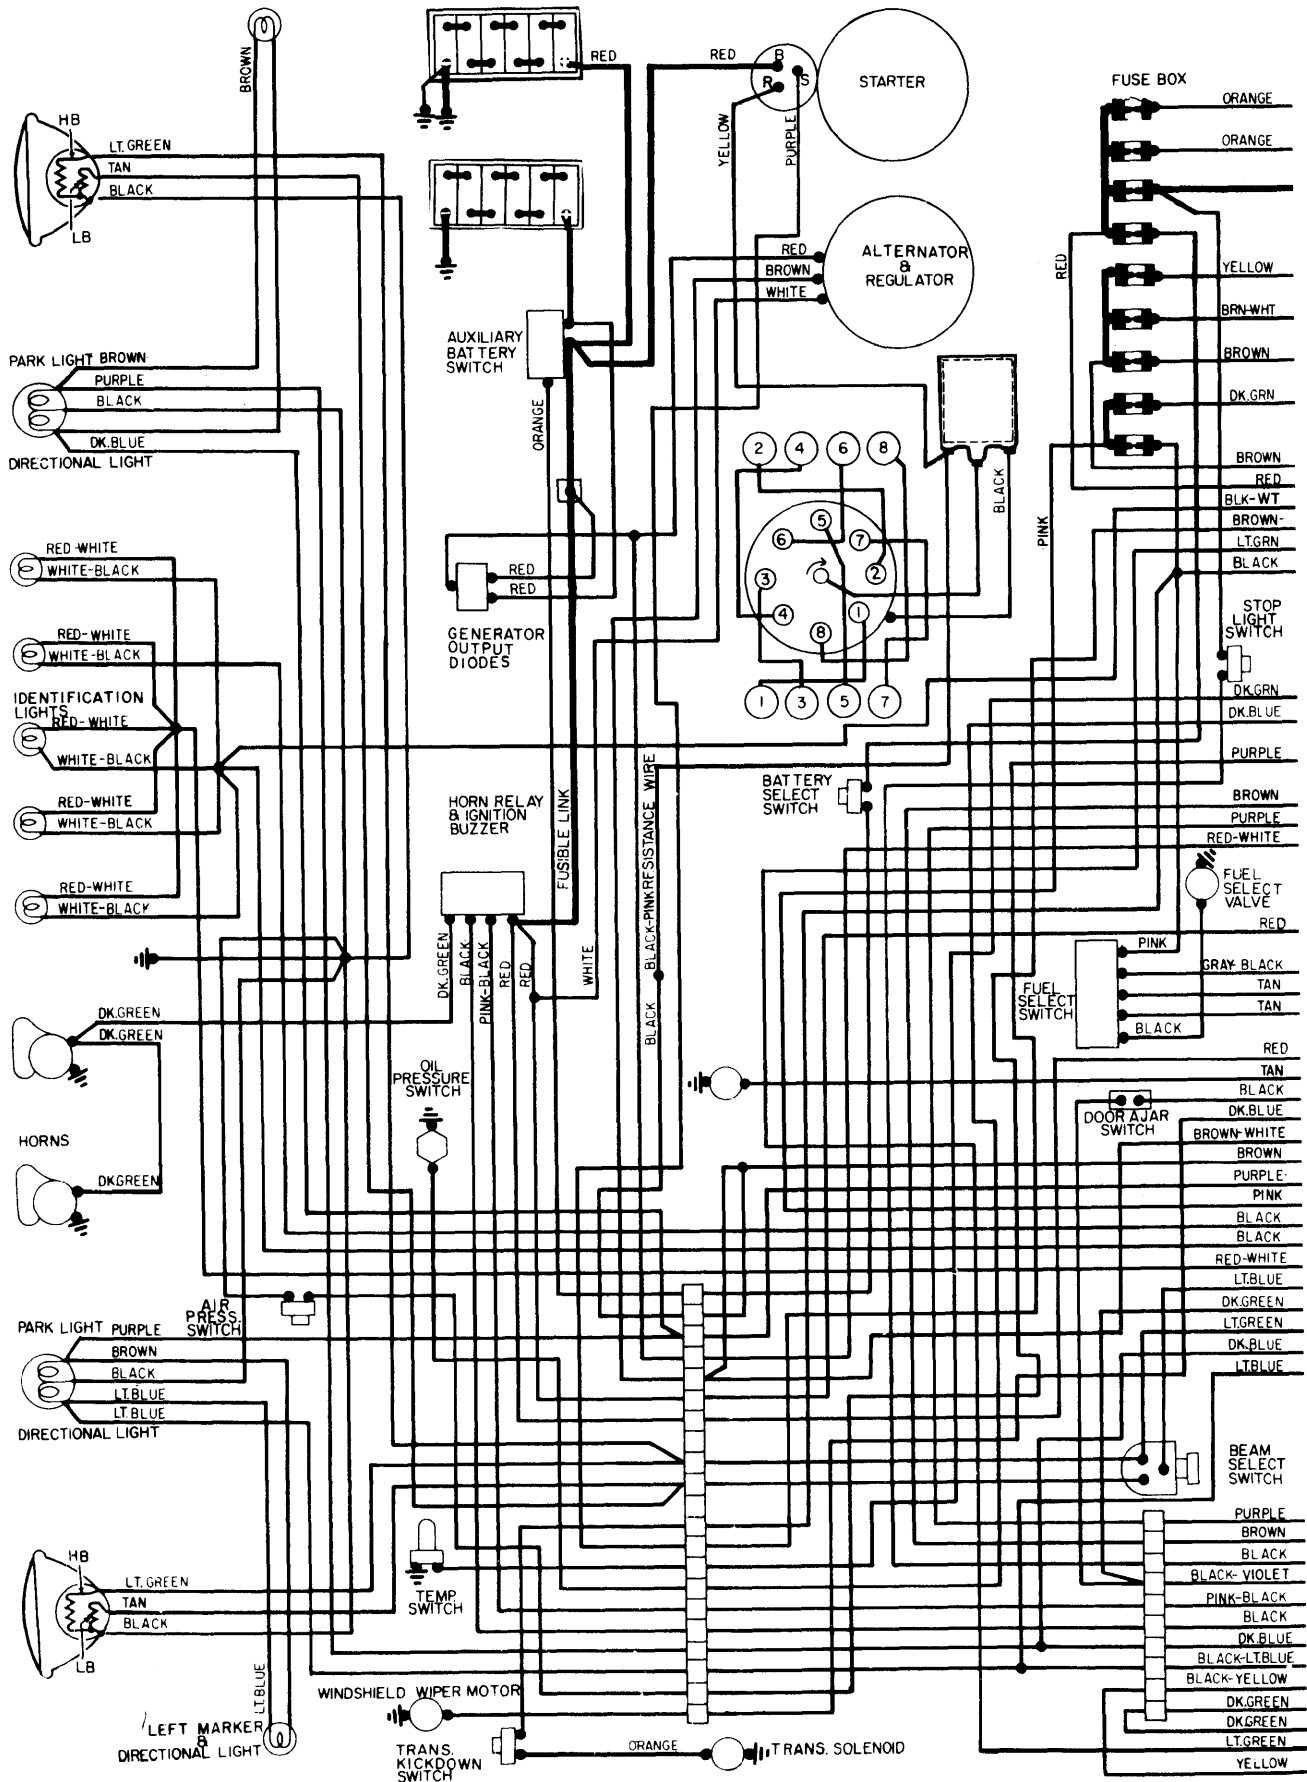 BROWN
HB
LT. GREEN
TAN
BLACK
LB
RED
RED
B
R
S
STARTER
YELLOW
PURPLE
FUSE BOX
ORANGE
ORANGE
RED
YELLOW
BRN-WHT
BROWN
DK.GRN
BROWN
RED
BLK-WT
BROWN-
LT.GRN
BLACK
PINK
RED
BROWN
WHITE
ALTERNATOR
&
REGULATOR
AUXILIARY
BATTERY
SWITCH
ORANGE
PARK LIGHT BROWN
PURPLE
BLACK
DK.BLUE
DIRECTIONAL LIGHT
2
4
6
8
5
6
7
3
2
4
1
8
1
3
5
7
BLACK
RED-WHITE
WHITE-BLACK
RED-WHITE
WHITE-BLACK
IDENTIFICATION
LIGHTS
RED-WHITE
WHITE-BLACK
RED-WHITE
WHITE-BLACK
RED-WHITE
WHITE-BLACK
RED
RED
GENERATOR
OUTPUT
DIODES
STOP
LIGHT
SWITCH
DK.GRN
DK.BLUE
PURPLE
BROWN
PURPLE
RED-WHITE
BATTERY
SELECT
SWITCH
HORN RELAY
& IGNITION
BUZZER
FUSIBLE LINK
BLACK-PINK RESISTANCE WIRE
WHITE
BLACK
DK.GREEN
BLACK
PINK-BLACK
RED
RED
FUEL
SELECT
VALVE
RED
PINK
GRAY-BLACK
TAN
TAN
BLACK
FUEL
SELECT
SWITCH
RED
TAN
BLACK
DOOR AJAR
SWITCH
DK.BLUE
BROWN-WHITE
BROWN
PURPLE-
PINK
BLACK
BLACK
RED-WHITE
LT.BLUE
DK.GREEN
LT.GREEN
DK.BLUE
LT.BLUE
DK.GREEN
DK.GREEN
HORNS
DKGREEN
OIL
PRESSURE
SWITCH
AIR
PRESS.
SWITCH
PARK LIGHT PURPLE
BROWN
BLACK
LT.BLUE
LT.BLUE
DIRECTIONAL LIGHT
BEAM
SELECT
SWITCH
HB
LT. GREEN
TAN
BLACK
LB
TEMP.
SWITCH
LT.BLUE
LEFT MARKER
&
DIRECTIONAL LIGHT
WINDSHIELD WIPER MOTOR
TRANS.
KICKDOWN
SWITCH
ORANGE
TRANS. SOLENOID
PURPLE
BROWN
BLACK
BLACK-VIOLET
PINK-BLACK
BLACK
DK.BLUE
BLACK-LT.BLUE
BLACK-YELLOW
DK.GREEN
DK.GREEN
LT.GREEN
YELLOW